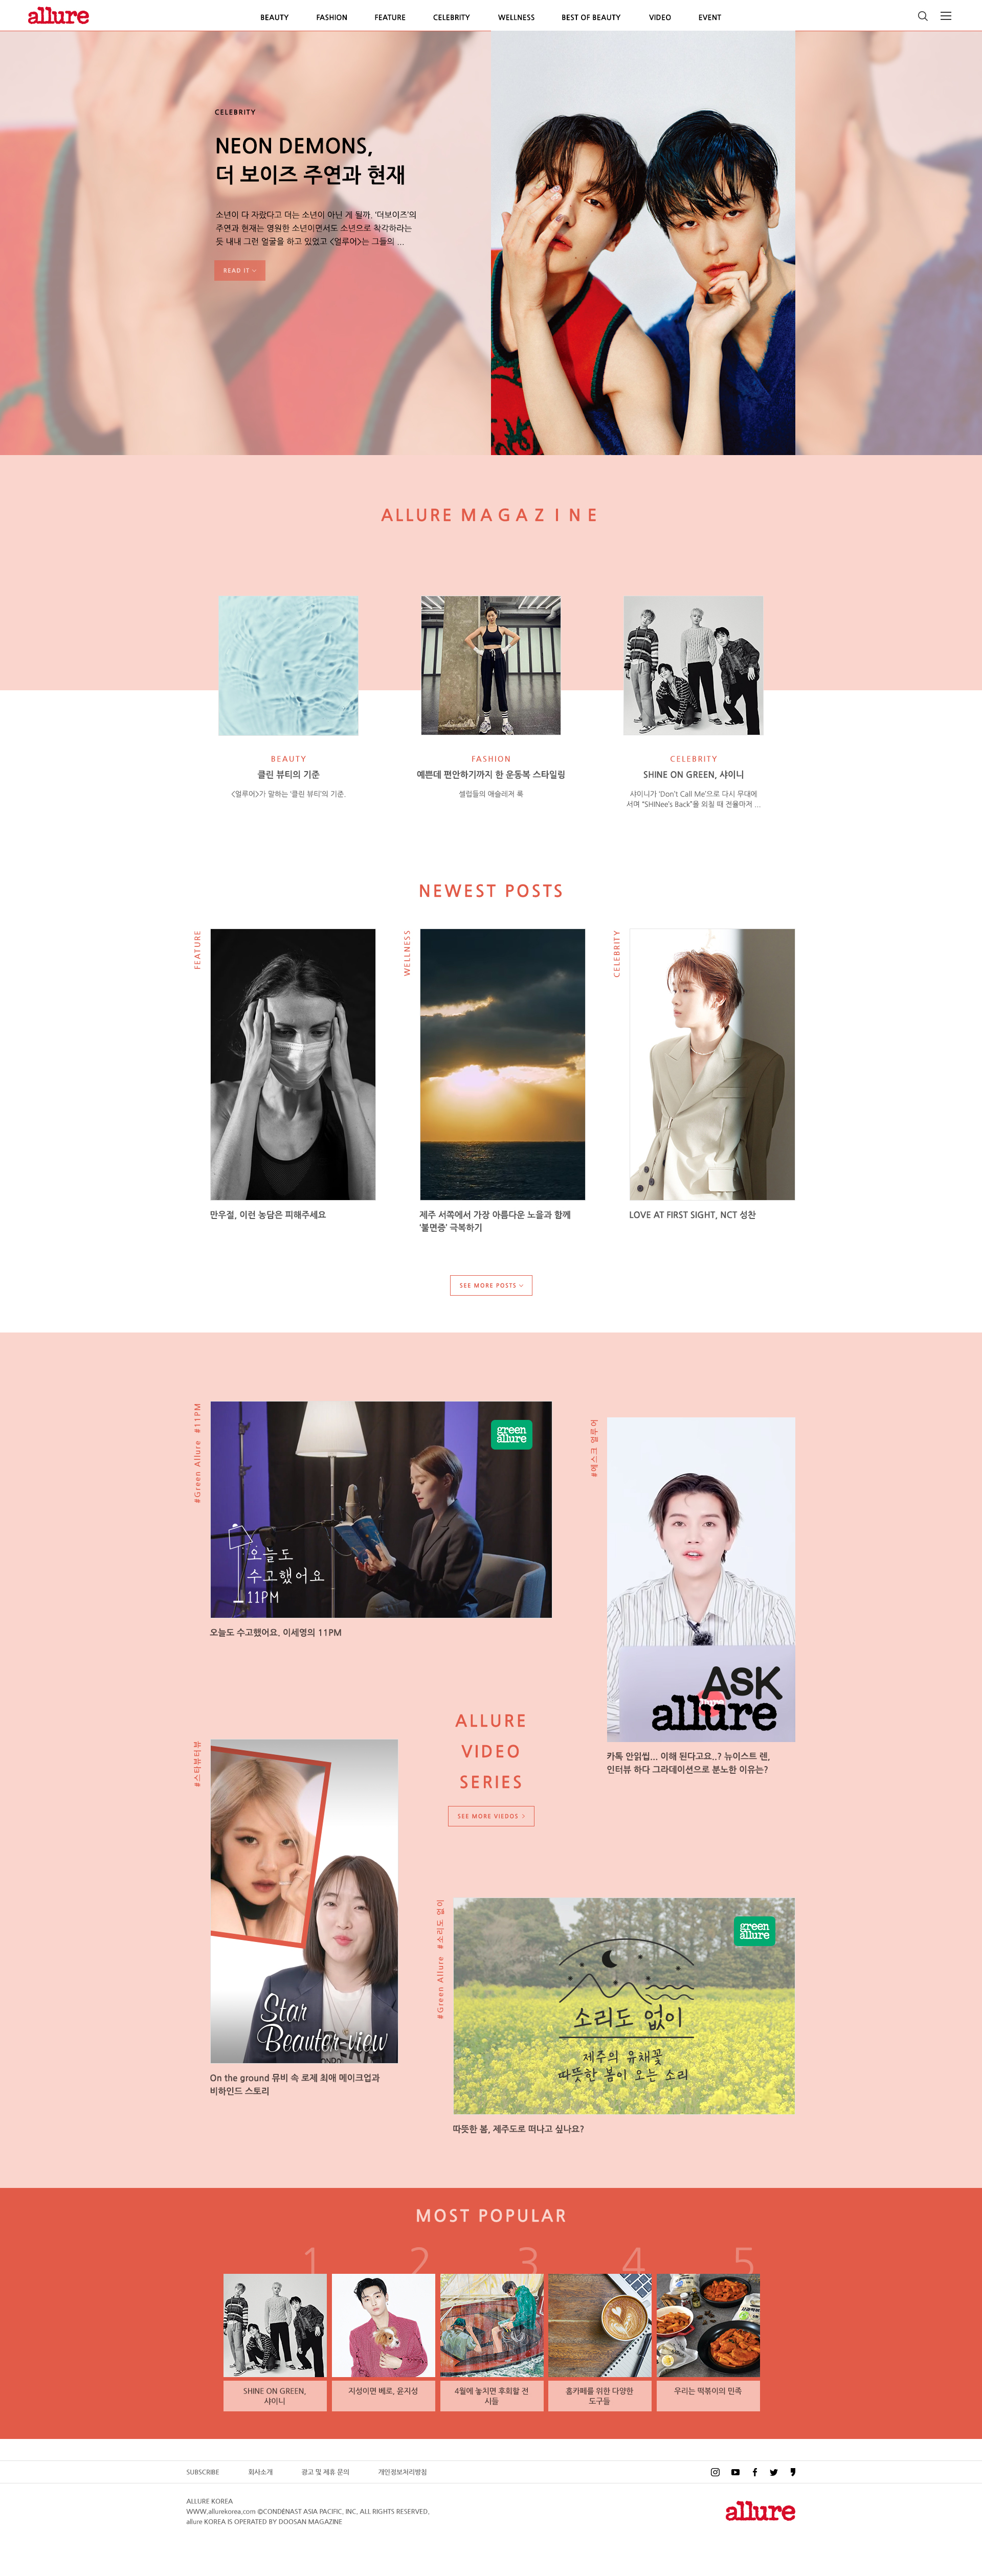 allure
BEAUTY FASHION FEATURE CELEBRITY WELLNESS BEST OF BEAUTY VIDEO EVENT
CELEBRITY
NEON DEMONS,
더 보이즈 주연과 현재
소년이 다 자랐다고 더는 소년이 아닌 게 될까. '더보이즈'의
주연과 현재는 영원한 소년이면서도 소년으로 착각하라는
듯 내내 그런 얼굴을 하고 있었고 <얼루어>는 그들의 ...
READ IT
ALLURE MAGAZINE
BEAUTY
클린 뷰티의 기준
<얼루어>가 말하는 '클린 뷰티'의 기준.
FASHION
예쁜데 편안하기까지 한 운동복 스타일링
셀럽들의 애슬레저 룩
CELEBRITY
SHINE ON GREEN, 샤이니
샤이니가 'Don't Call Me'으로 다시 무대에
서며 "SHINee's Back"을 외칠 때 전율마저 ...
NEWEST POSTS
FEATURE
만우절, 이런 농담은 피해주세요
WELLNESS
제주 서쪽에서 가장 아름다운 노을과 함께
'불면증' 극복하기
CELEBRITY
LOVE AT FIRST SIGHT, NCT 성찬
SEE MORE POSTS
#Green Allure #11PM
green
allure
오늘도
수고했어요
11PM
오늘도 수고했어요. 이세영의 11PM
#에스크 얼루어
ASK
allure
카톡 안읽씹... 이해 된다고요..? 뉴이스트 렌,
인터뷰 하다 그라데이션으로 분노한 이유는?
ALLURE
VIDEO
SERIES
SEE MORE VIEDOS
#스타뷰터뷰
Star
Beauter-view
On the ground 뮤비 속 로제 최애 메이크업과
비하인드 스토리
#Green Allure #소리도 없이
green
allure
소리도 없이
제주의 유채꽃
따뜻한 봄이 오는 소리
따뜻한 봄, 제주도로 떠나고 싶나요?
MOST POPULAR
1 2 3 4 5
SHINE ON GREEN,
샤이니
지성이면 베로, 윤지성
4월에 놓치면 후회할 전
시들
홈카페를 위한 다양한
도구들
우리는 떡볶이의 민족
SUBSCRIBE 회사소개 광고 및 제휴 문의 개인정보처리방침
ALLURE KOREA
WWW.allurekorea.com ©CONDÉNAST ASIA PACIFIC, INC, ALL RIGHTS RESERVED,
allure KOREA IS OPERATED BY DOOSAN MAGAZINE
allure